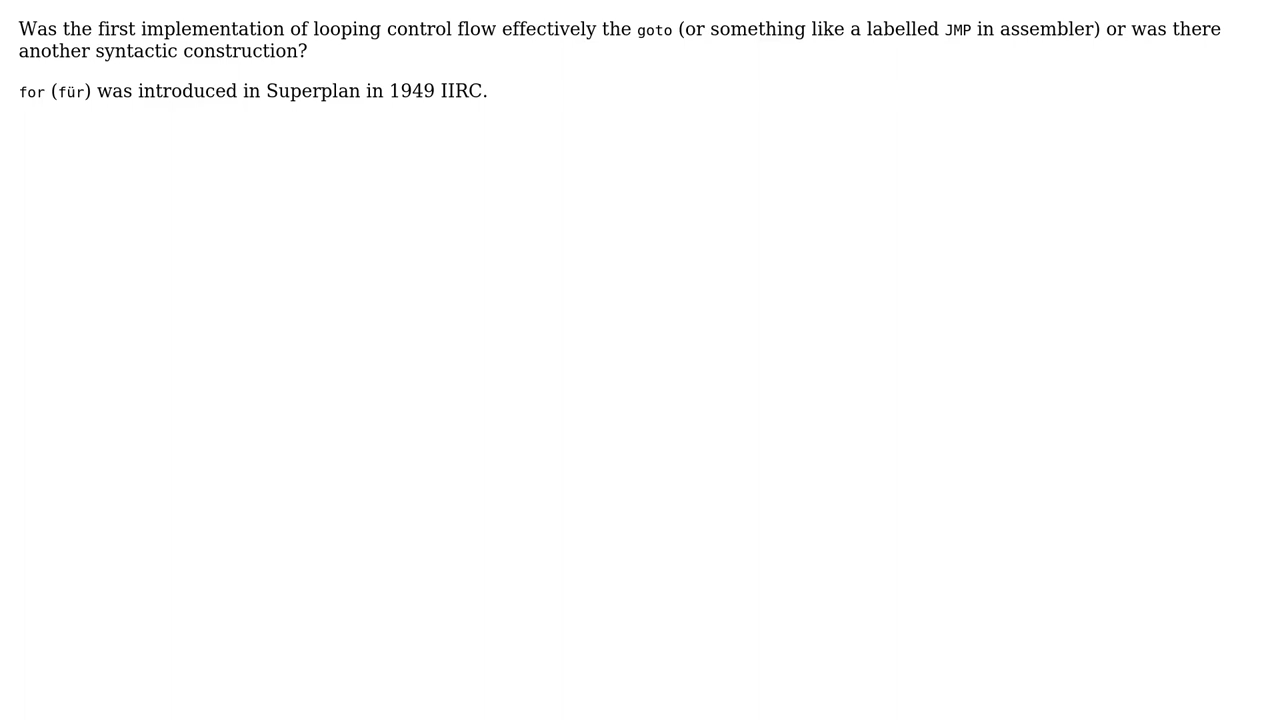 Was the first implementation of looping control flow effectively the goto (or something like a labelled JMP in assembler) or was there
another syntactic construction?
for (für) was introduced in Superplan in 1949 IIRC.